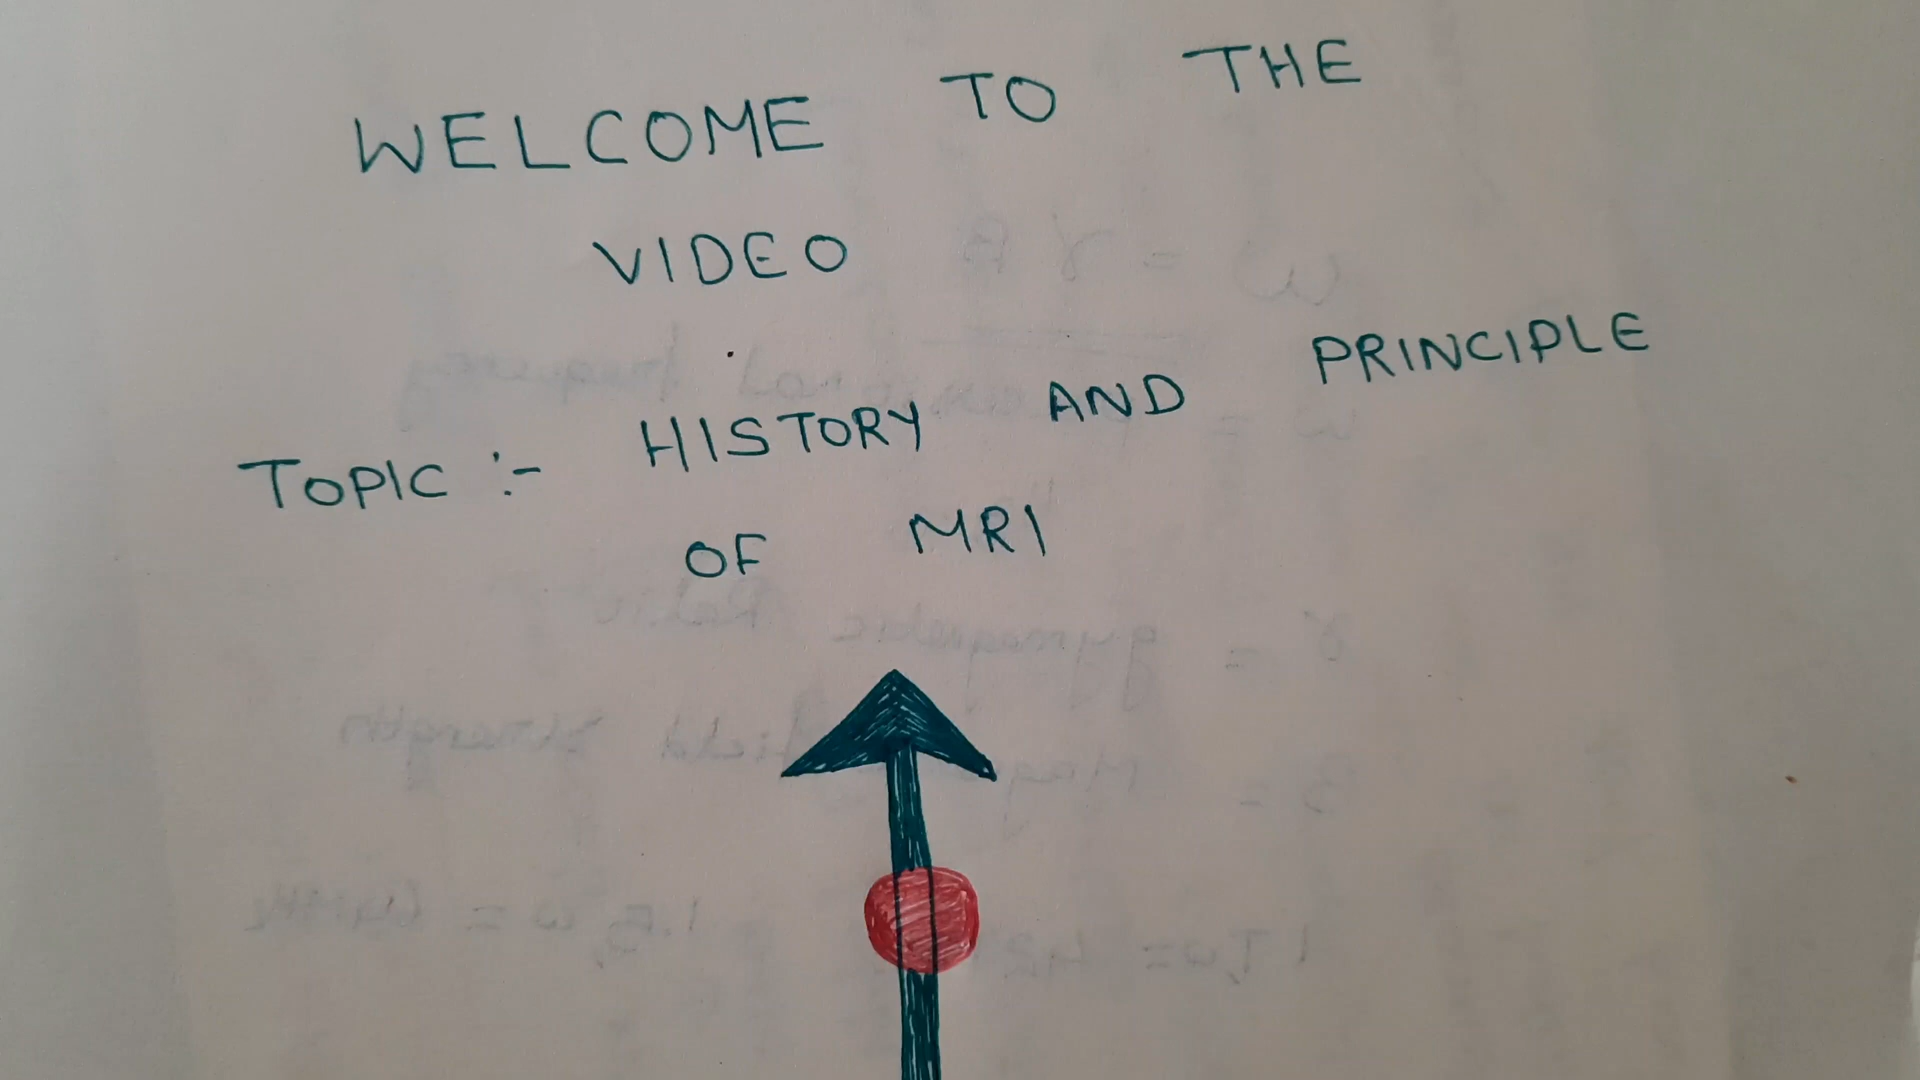 WELCOME TO THE
VIDEO
TOPIC :- HISTORY AND PRINCIPLE
OF MRI